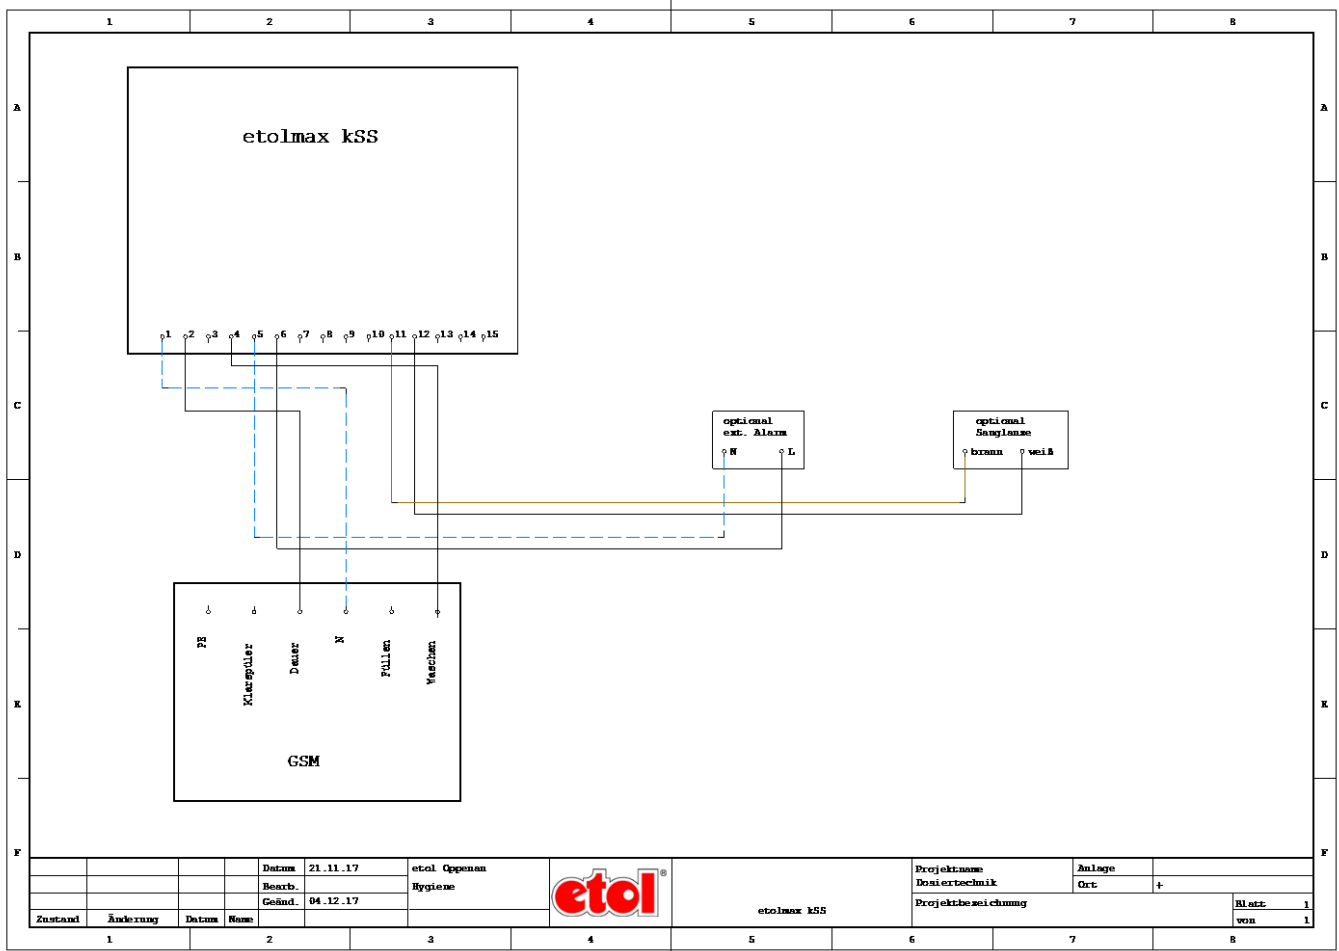 1 2 3 4 5 6 7 8
A A
etolmax kSS
B B
1 2 3 4 5 6 7 8 9 10 11 12 13 14 15
C C
optional
ext. Alarm
N L
optional
Sauglanze
braun weiß
D D
PE
Klarspüler
Dauer
N
Füllen
Waschen
E E
GSM
F F
Datum 21.11.17
Bearb.
Geänd. 04.12.17
Zustand Änderung Datum Name
etol Oppenau
Hygiene
etol®
etolmax kSS
Projektname
Dosiertechnik
Projektbezeichnung
Anlage
Ort +
Blatt 1
von 1
1 2 3 4 5 6 7 8